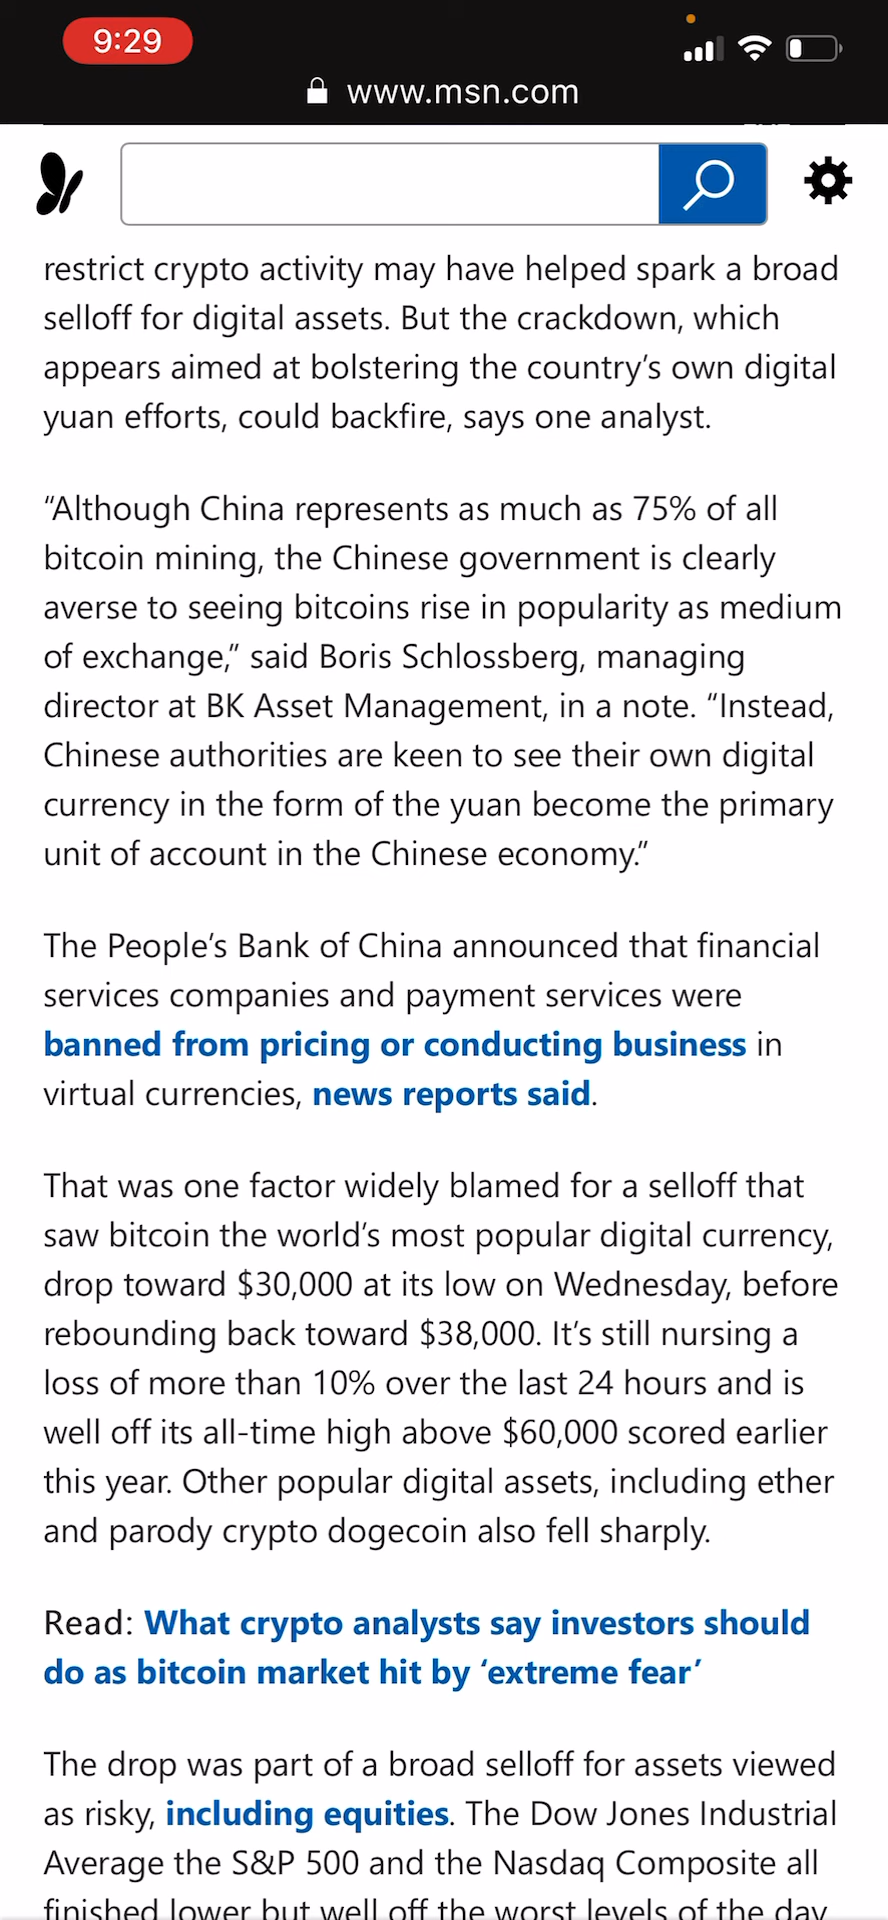 9:29
www.msn.com
restrict crypto activity may have helped spark a broad
selloff for digital assets. But the crackdown, which
appears aimed at bolstering the country’s own digital
yuan efforts, could backfire, says one analyst.
“Although China represents as much as 75% of all
bitcoin mining, the Chinese government is clearly
averse to seeing bitcoins rise in popularity as medium
of exchange,” said Boris Schlossberg, managing
director at BK Asset Management, in a note. “Instead,
Chinese authorities are keen to see their own digital
currency in the form of the yuan become the primary
unit of account in the Chinese economy.”
The People’s Bank of China announced that financial
services companies and payment services were
banned from pricing or conducting business in
virtual currencies, news reports said.
That was one factor widely blamed for a selloff that
saw bitcoin the world’s most popular digital currency,
drop toward $30,000 at its low on Wednesday, before
rebounding back toward $38,000. It’s still nursing a
loss of more than 10% over the last 24 hours and is
well off its all-time high above $60,000 scored earlier
this year. Other popular digital assets, including ether
and parody crypto dogecoin also fell sharply.
Read: What crypto analysts say investors should
do as bitcoin market hit by ‘extreme fear’
The drop was part of a broad selloff for assets viewed
as risky, including equities. The Dow Jones Industrial
Average the S&P 500 and the Nasdaq Composite all
finished lower but well off the worst levels of the day